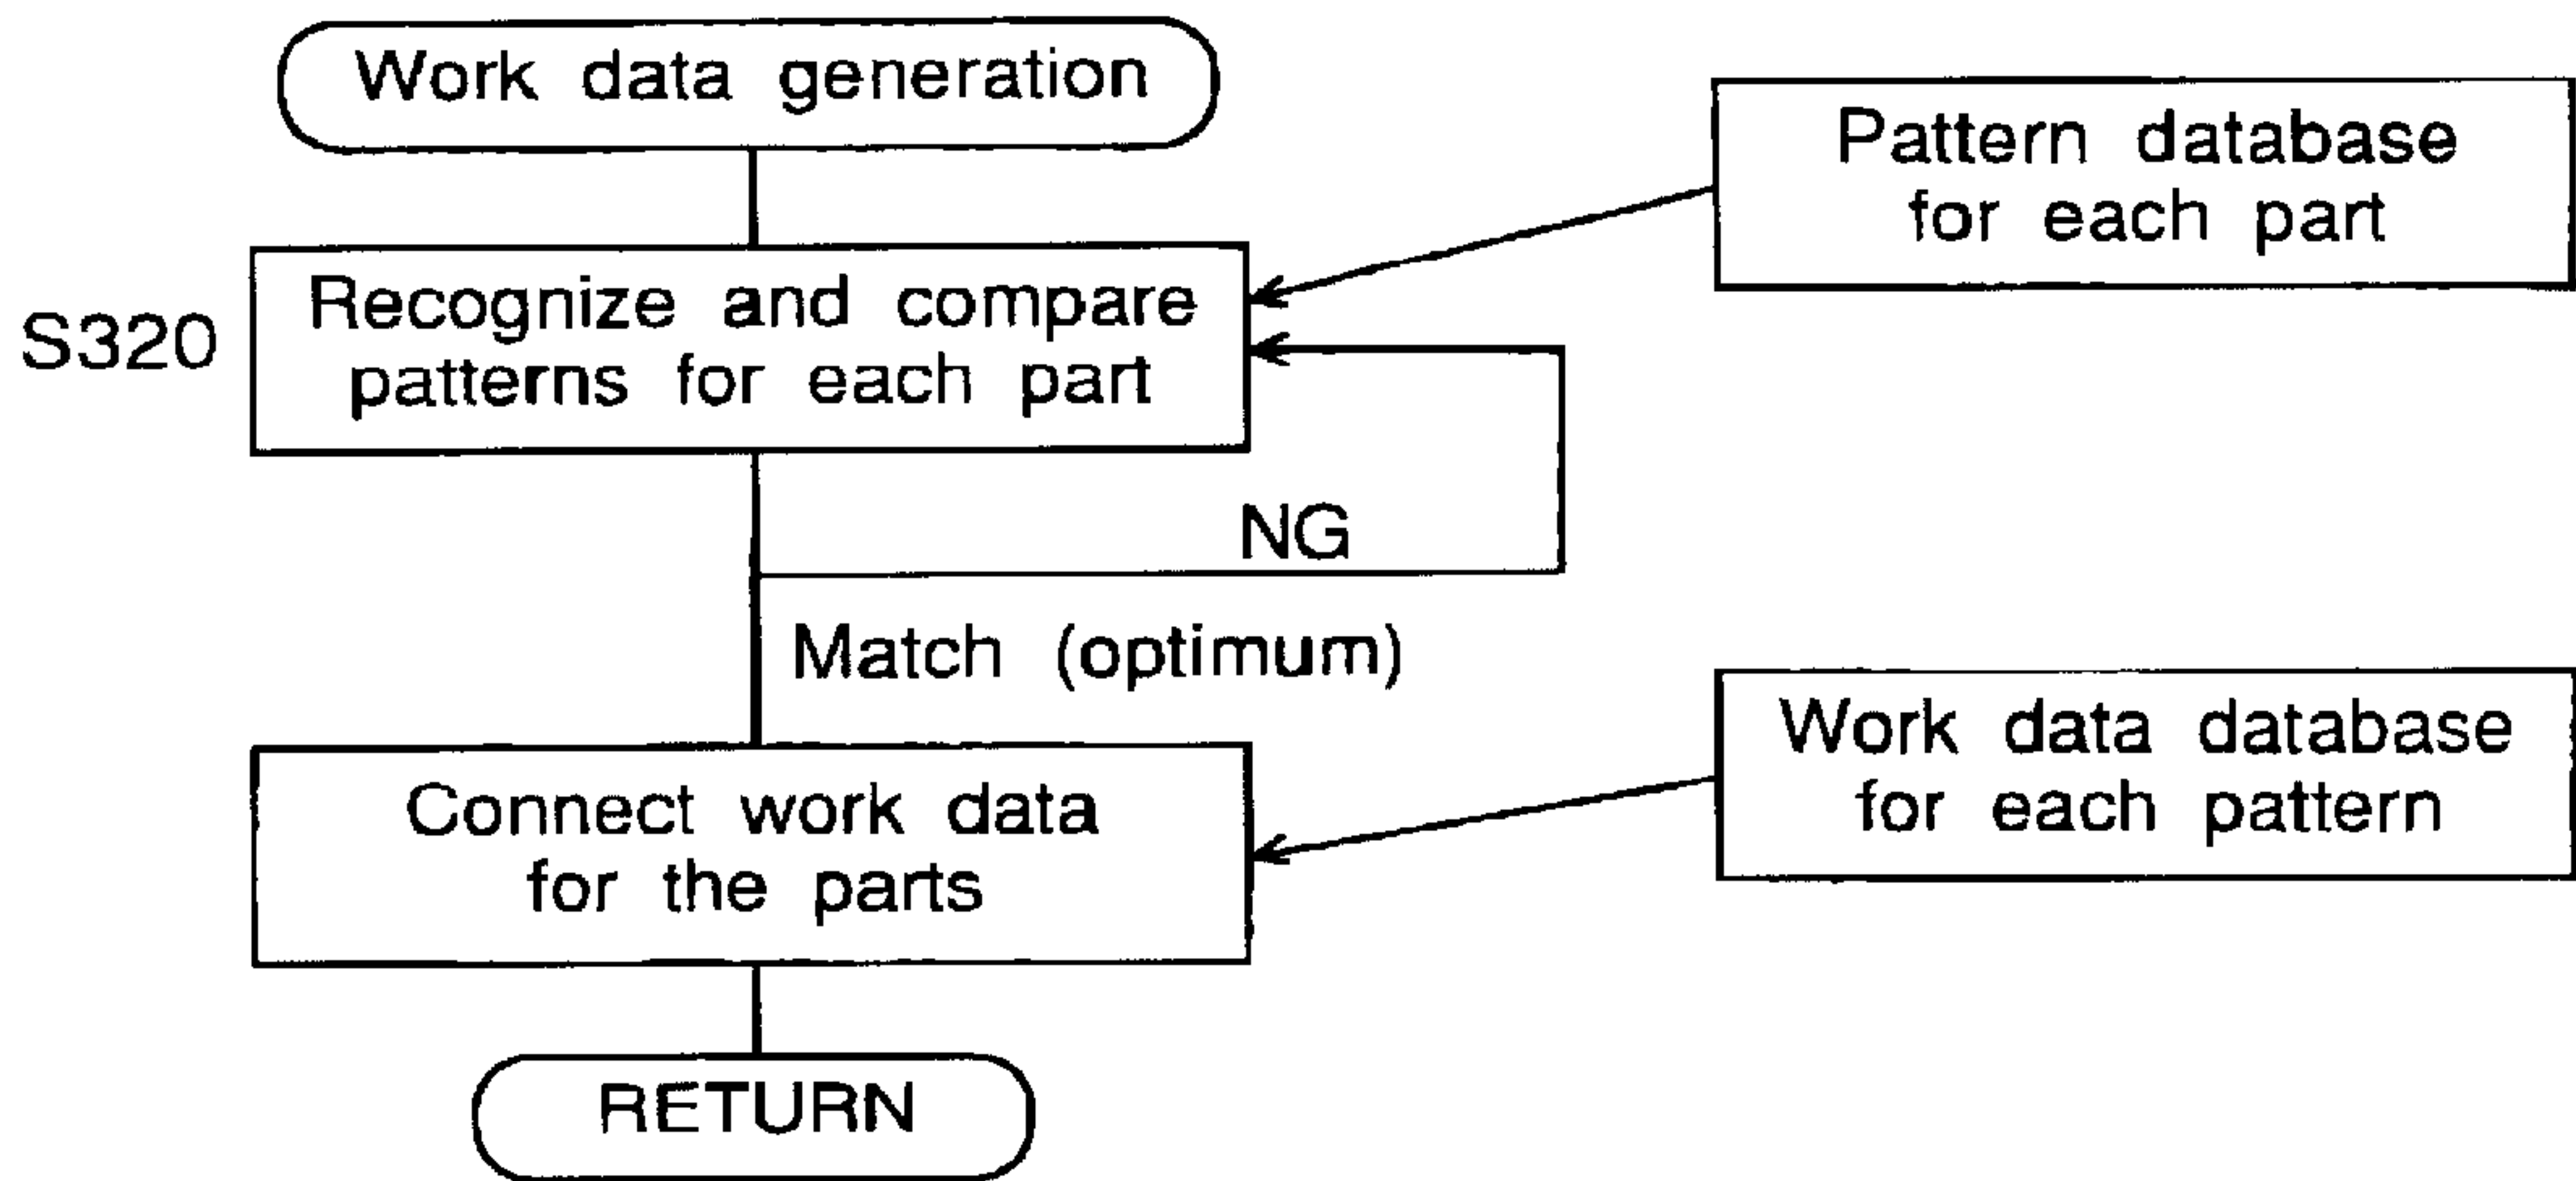 Work data generation
Pattern database
for each part
S320
Recognize and compare
patterns for each part
NG
Match (optimum)
Work data database
for each pattern
Connect work data
for the parts
RETURN